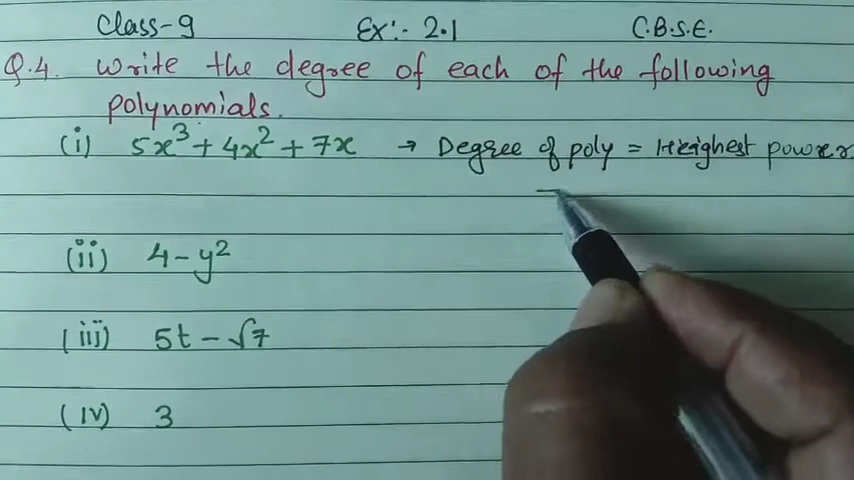 Class-9 Ex:- 2.1 C.B.S.E.
Q.4. Write the degree of each of the following
polynomials.
(i) 5x³ + 4x² + 7x → Degree of poly = Heighest power
(ii) 4 - y²
(iii) 5t - √7
(iv) 3